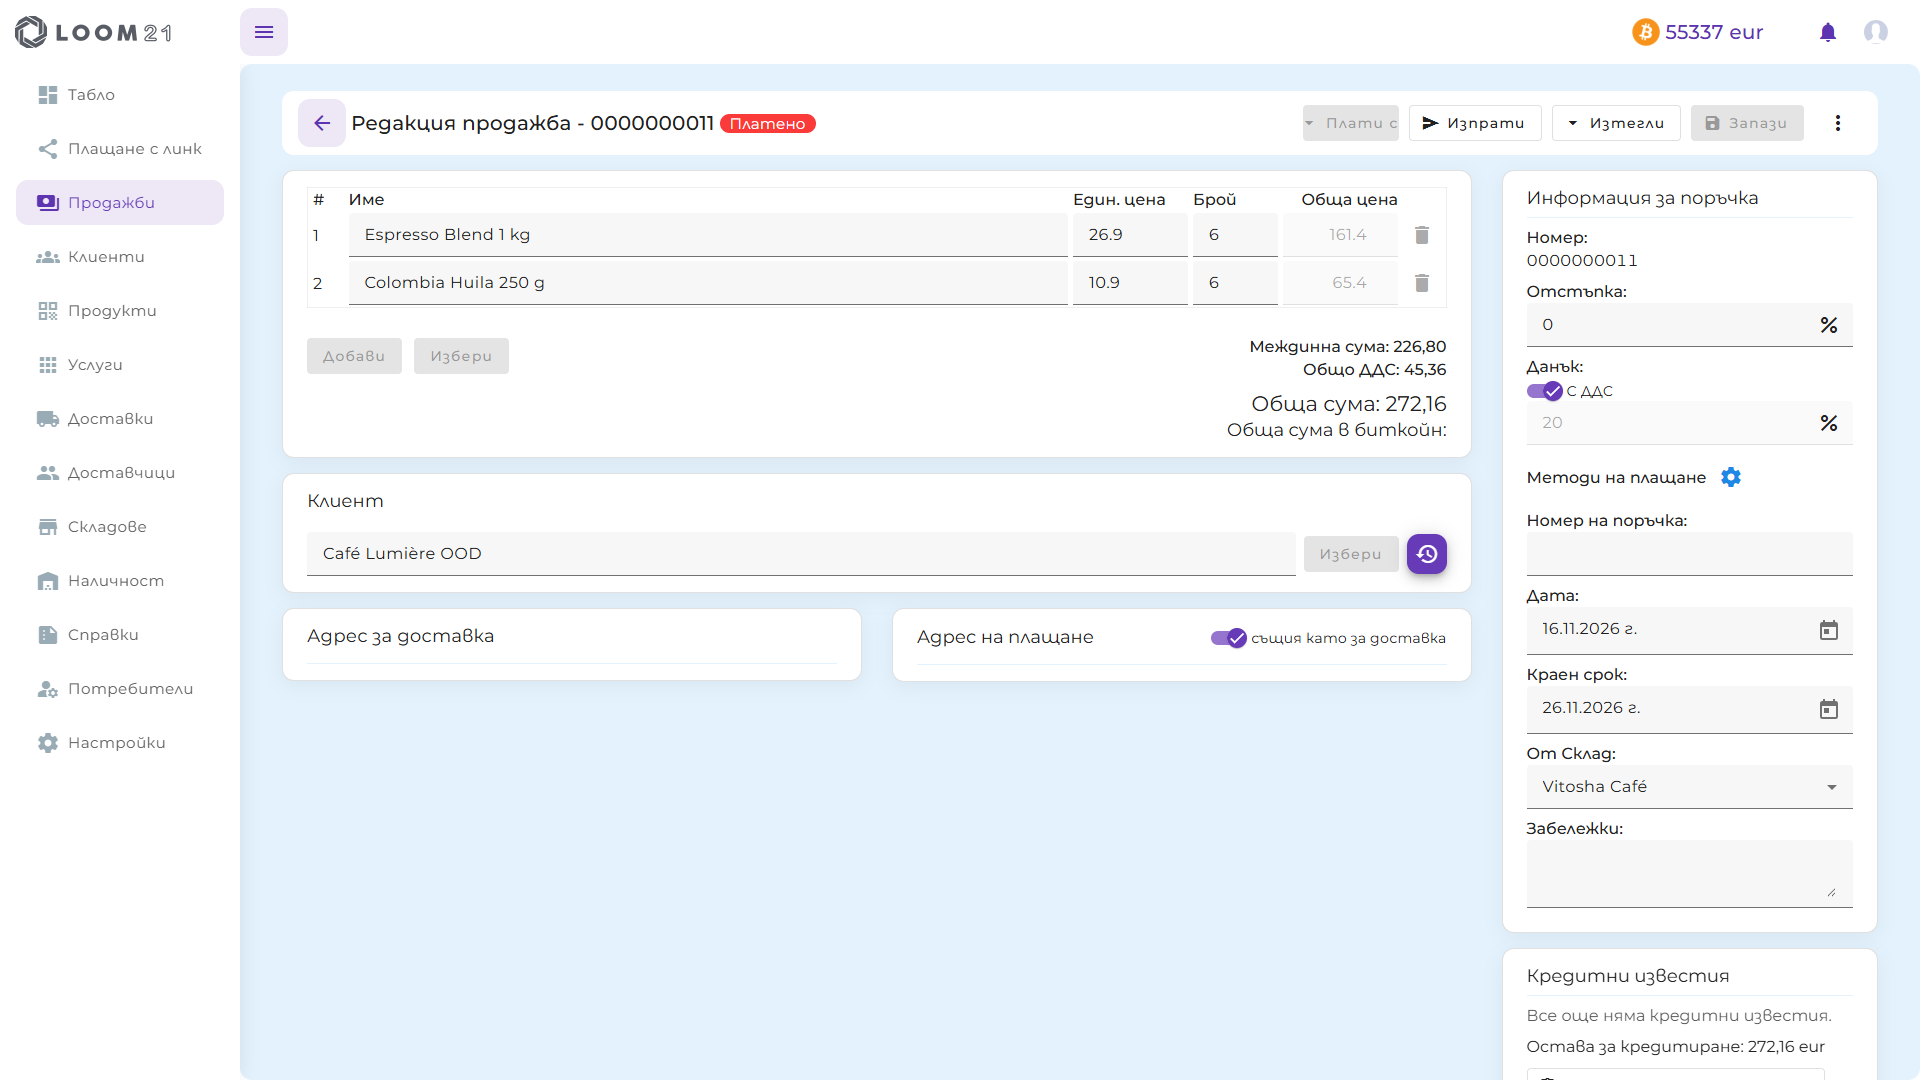 LOOM21
55337 eur
Табло
Плащане с линк
Продажби
Клиенти
Продукти
Услуги
Доставки
Доставчици
Складове
Наличност
Справки
Потребители
Настройки
Редакция продажба - 0000000011 Платено
Плати с
Изпрати
Изтегли
Запази
# Име Един. цена Брой Обща цена
1 Espresso Blend 1 kg 26.9 6 161.4
2 Colombia Huila 250 g 10.9 6 65.4
Добави
Избери
Междинна сума: 226,80
Общо ДДС: 45,36
Обща сума: 272,16
Обща сума в биткойн:
Клиент
Café Lumière OOD
Избери
Адрес за доставка
Адрес на плащане
същия като за доставка
Информация за поръчка
Номер:
0000000011
Отстъпка:
0 %
Данък:
С ДДС
20 %
Методи на плащане
Номер на поръчка:
Дата:
16.11.2026 г.
Краен срок:
26.11.2026 г.
От Склад:
Vitosha Café
Забележки:
Кредитни известия
Все още няма кредитни известия.
Остава за кредитиране: 272,16 eur